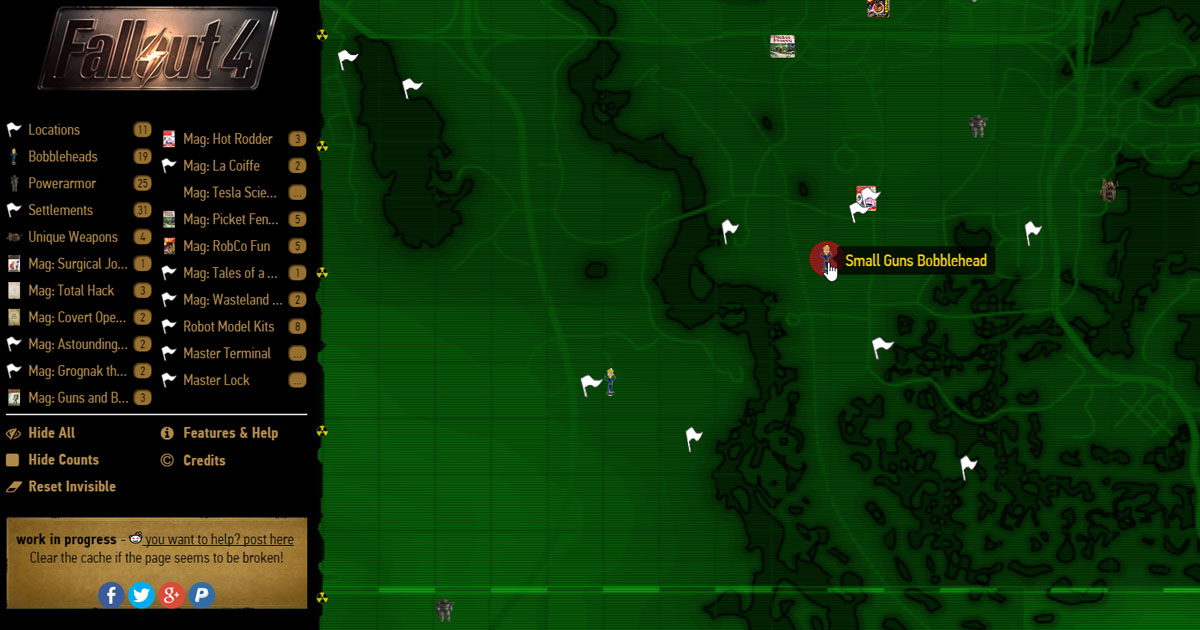 Fallout 4
Locations 11
Bobbleheads 19
Powerarmor 25
Settlements 31
Unique Weapons 4
Mag: Surgical Jo... 1
Mag: Total Hack 3
Mag: Covert Ope... 2
Mag: Astounding... 2
Mag: Grognak th... 2
Mag: Guns and B... 3
Mag: Hot Rodder 3
Mag: La Coiffe 2
Mag: Tesla Scie... ...
Mag: Picket Fen... 5
Mag: RobCo Fun 5
Mag: Tales of a ... 1
Mag: Wasteland ... 2
Robot Model Kits 8
Master Terminal ...
Master Lock ...
Hide All
Hide Counts
Reset Invisible
Features & Help
Credits
work in progress - you want to help? post here
Clear the cache if the page seems to be broken!
Small Guns Bobblehead